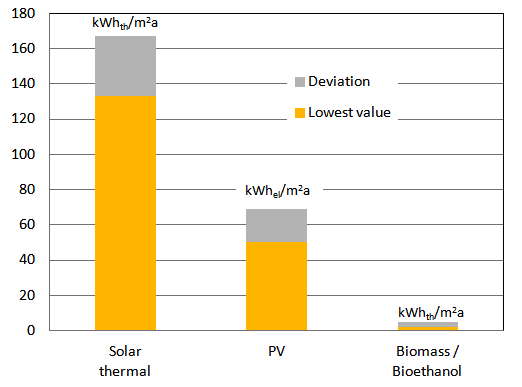 180
160
140
120
100
80
60
40
20
0
kWhth/m²a
kWhel/m²a
kWhth/m²a
Deviation
Lowest value
Solar
thermal
PV
Biomass /
Bioethanol